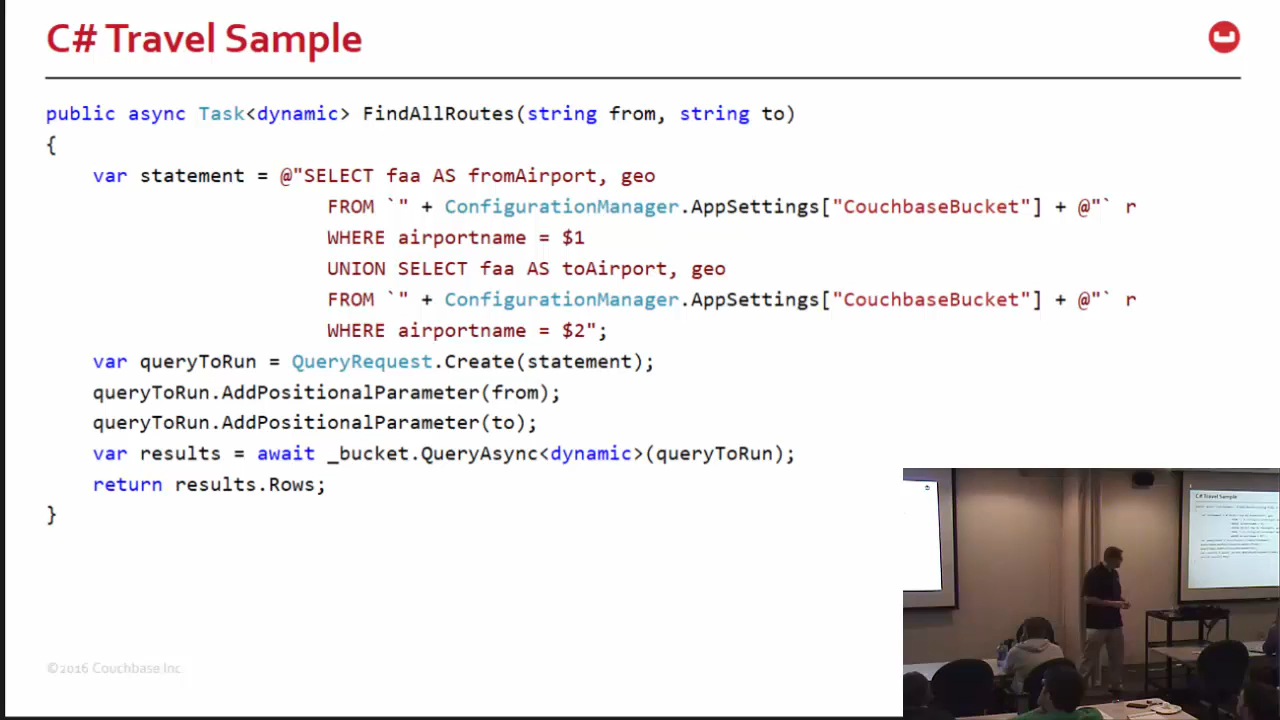 C# Travel Sample
public async Task<dynamic> FindAllRoutes(string from, string to)
{
var statement = @"SELECT faa AS fromAirport, geo
FROM `" + ConfigurationManager.AppSettings["CouchbaseBucket"] + @"` r
WHERE airportname = $1
UNION SELECT faa AS toAirport, geo
FROM `" + ConfigurationManager.AppSettings["CouchbaseBucket"] + @"` r
WHERE airportname = $2";
var queryToRun = QueryRequest.Create(statement);
queryToRun.AddPositionalParameter(from);
queryToRun.AddPositionalParameter(to);
var results = await _bucket.QueryAsync<dynamic>(queryToRun);
return results.Rows;
}
©2016 Couchbase Inc.
C# Travel Sample